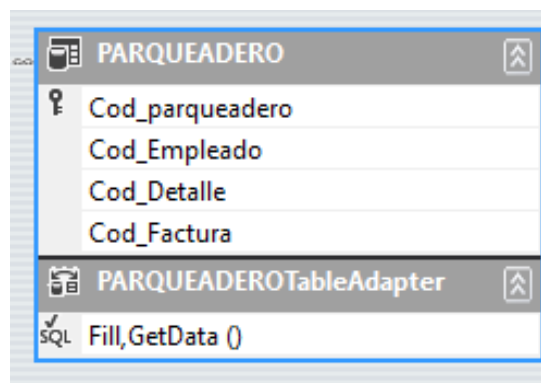 PARQUEADERO
Cod_parqueadero
Cod_Empleado
Cod_Detalle
Cod_Factura
PARQUEADEROTableAdapter
SQL Fill,GetData ()